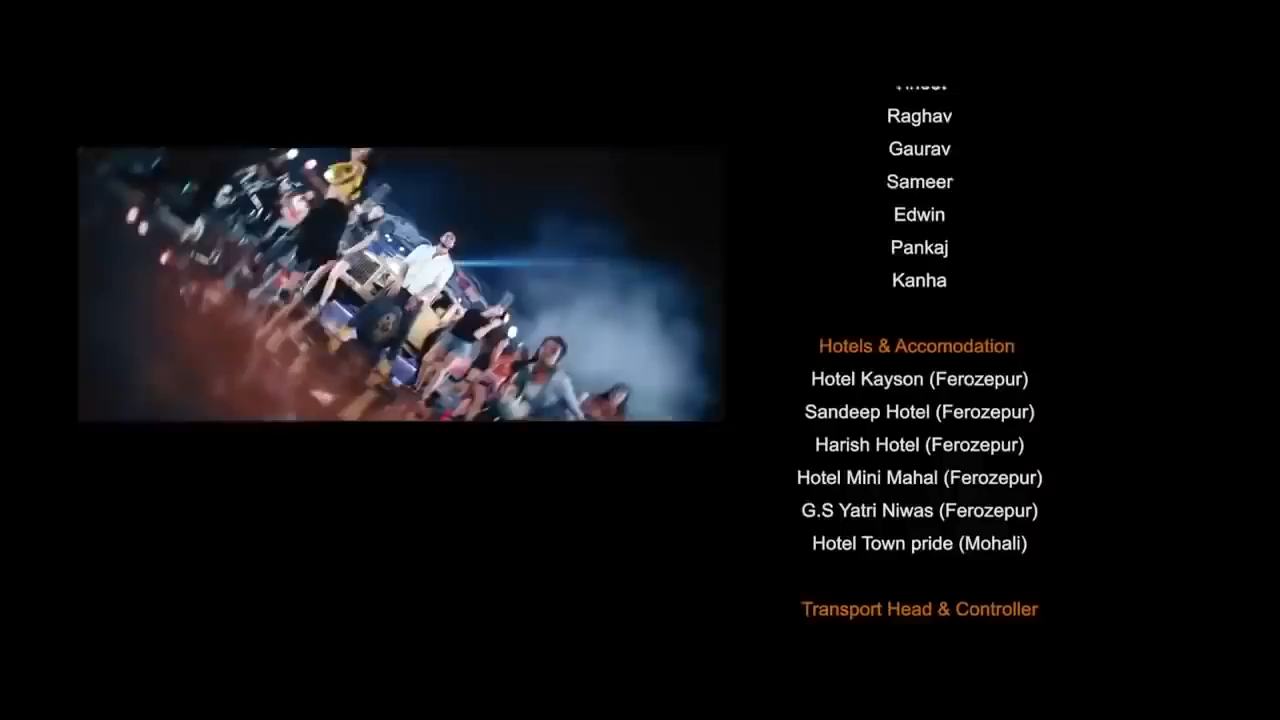 Raghav
Gaurav
Sameer
Edwin
Pankaj
Kanha
Hotels & Accomodation
Hotel Kayson (Ferozepur)
Sandeep Hotel (Ferozepur)
Harish Hotel (Ferozepur)
Hotel Mini Mahal (Ferozepur)
G.S Yatri Niwas (Ferozepur)
Hotel Town pride (Mohali)
Transport Head & Controller